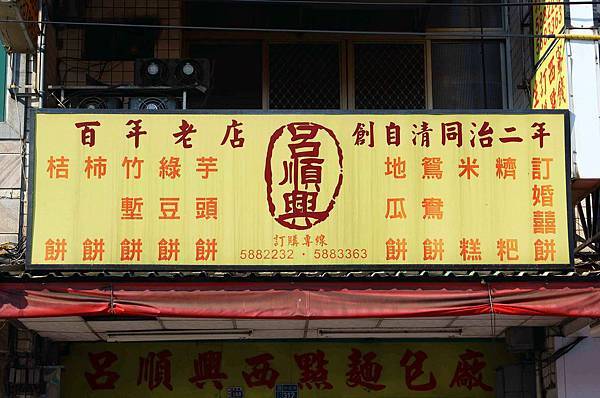 百年老店
呂順興
創自清同治二年
訂婚囍餅
糬粑
米糕
鴛鴦餅
地瓜餅
芋頭餅
綠豆餅
竹塹餅
柿餅
桔餅
訂購專線
5882232・5883363
呂順興西點麵包廠